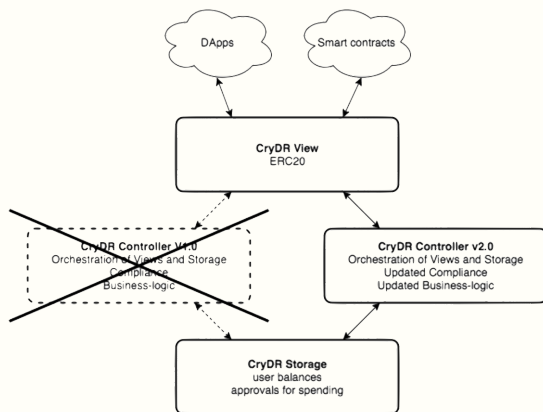 DApps
Smart contracts
CryDR View
ERC20
CryDR Controller V1.0
Orchestration of Views and Storage
Compliance
Business-logic
CryDR Controller v2.0
Orchestration of Views and Storage
Updated Compliance
Updated Business-logic
CryDR Storage
user balances
approvals for spending